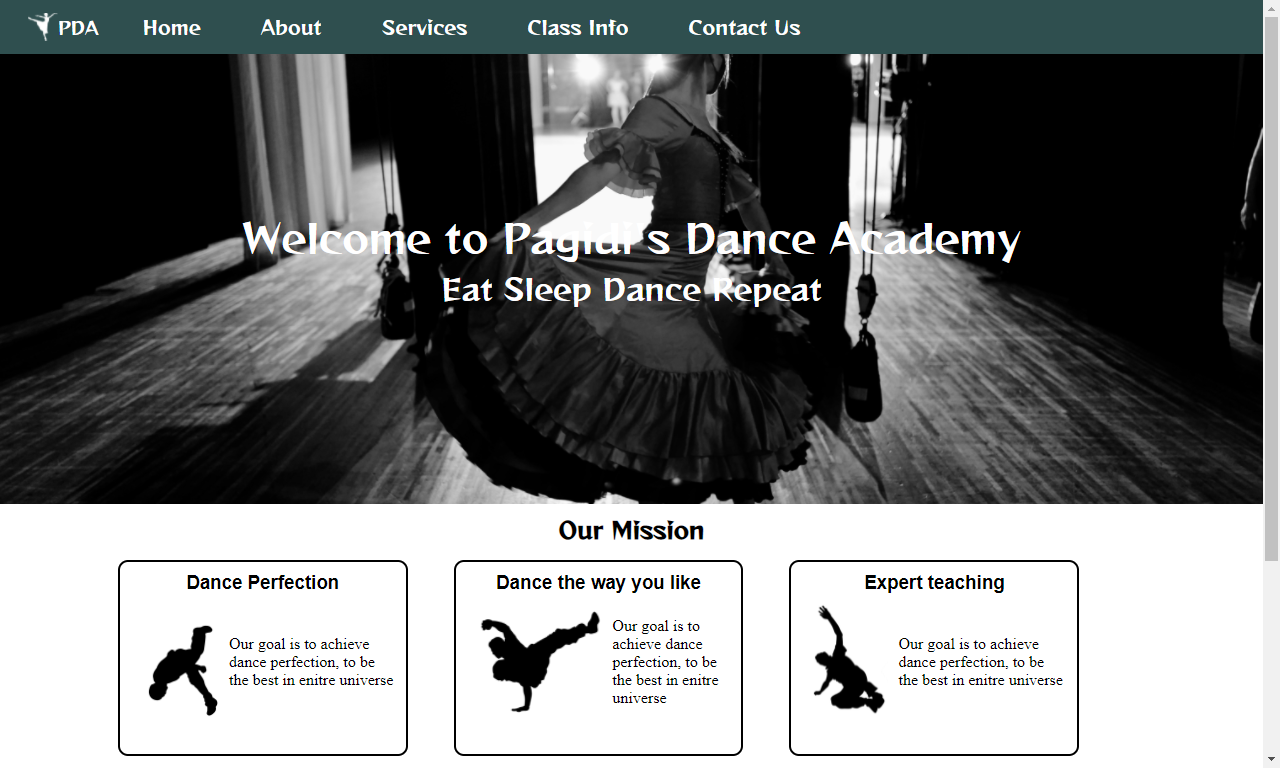 PDA Home About Services Class Info Contact Us
Welcome to Pagidi's Dance Academy
Eat Sleep Dance Repeat
Our Mission
Dance Perfection
Our goal is to achieve
dance perfection, to be
the best in enitre universe
Dance the way you like
Our goal is to
achieve dance
perfection, to be
the best in enitre
universe
Expert teaching
Our goal is to achieve
dance perfection, to be
the best in enitre universe